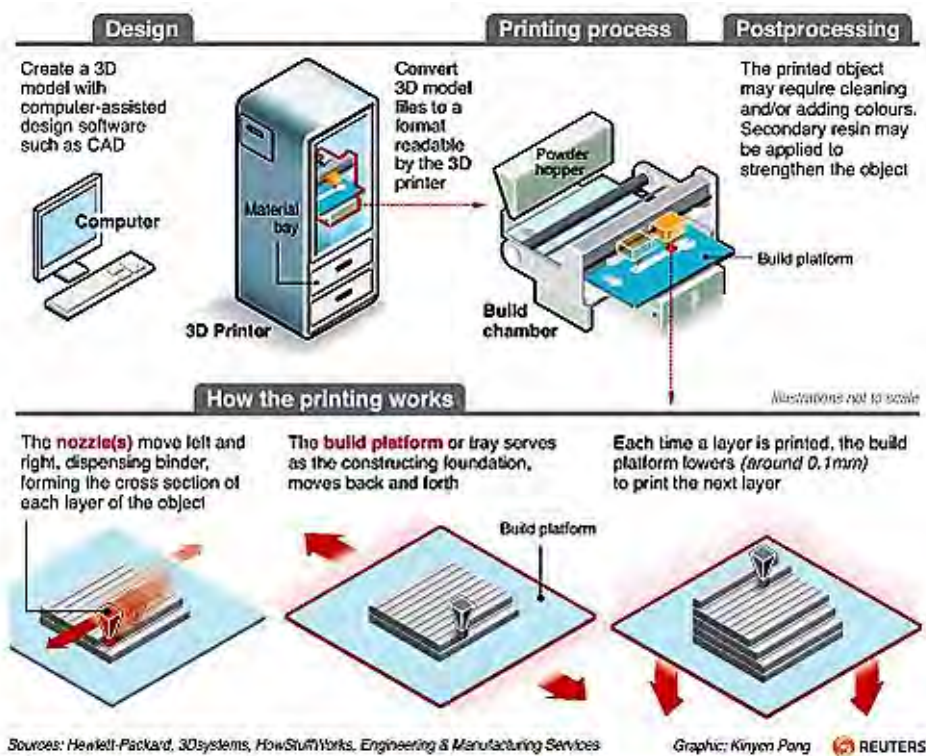 Design
Create a 3D
model with
computer-assisted
design software
such as CAD
Computer
3D Printer
Material
bay
Convert
3D model
files to a
format
readable
by the 3D
printer
Printing process
Powder
hopper
Build
chamber
Build platform
Postprocessing
The printed object
may require cleaning
and/or adding colours.
Secondary resin may
be applied to
strengthen the object
Illustrations not to scale
How the printing works
The nozzle(s) move left and
right, dispensing binder,
forming the cross section of
each layer of the object
The build platform or tray serves
as the constructing foundation,
moves back and forth
Build platform
Each time a layer is printed, the build
platform lowers (around 0.1mm)
to print the next layer
Sources: Hewlett-Packard, 3Dsystems, HowStuffWorks, Engineering & Manufacturing Services
Graphic: Kinyen Pong
REUTERS